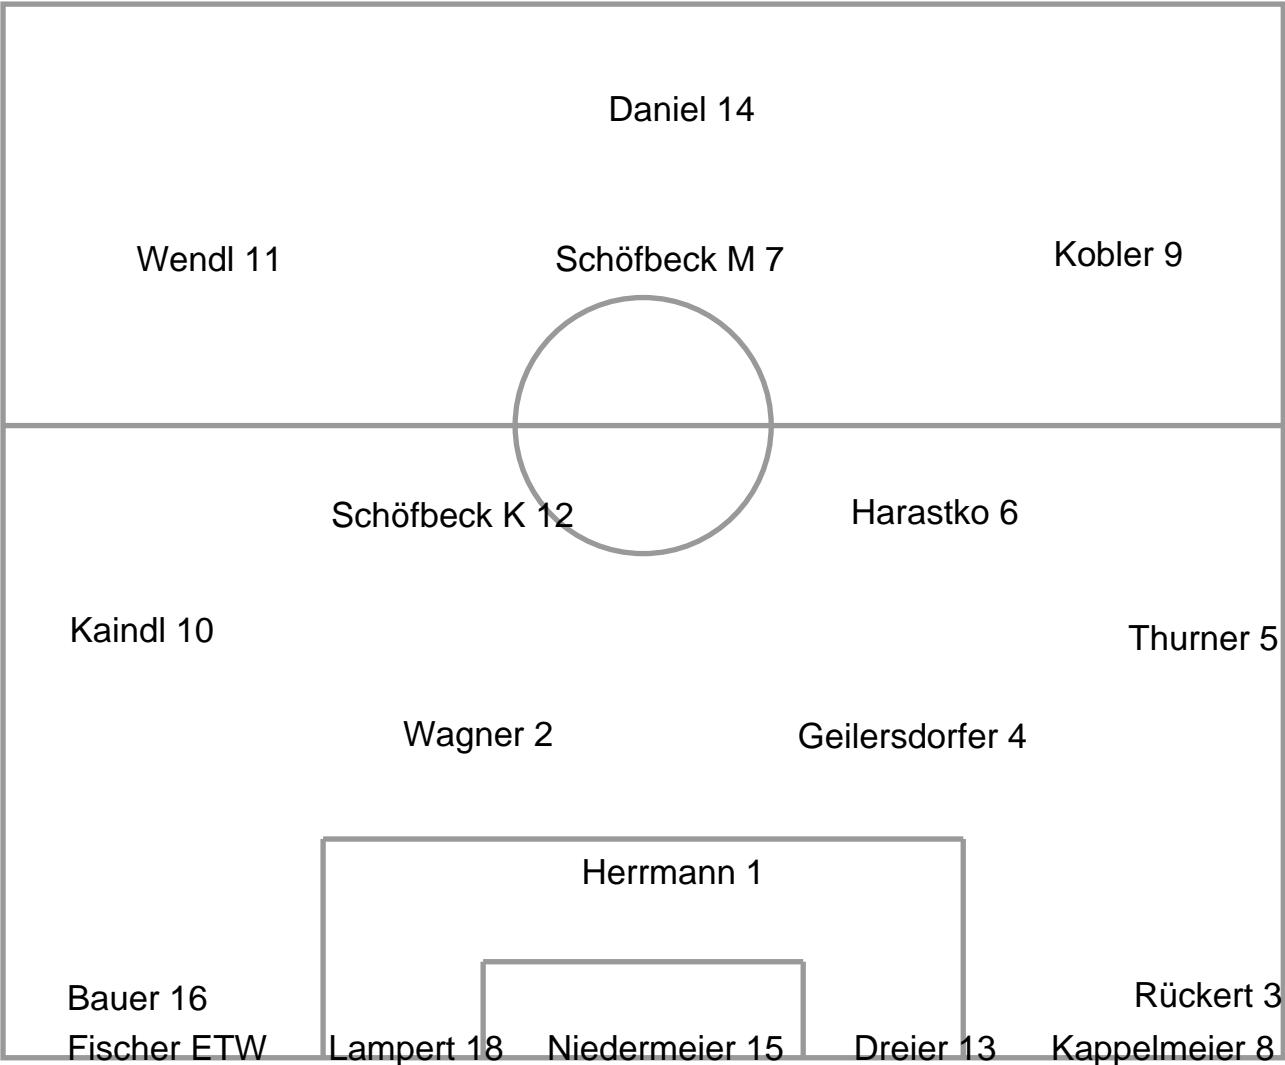 Daniel 14
Wendl 11
Schöfbeck M 7
Kobler 9
Schöfbeck K 12
Harastko 6
Kaindl 10
Thurner 5
Wagner 2
Geilersdorfer 4
Herrmann 1
Bauer 16
Rückert 3
Fischer ETW
Lampert 18
Niedermeier 15
Dreier 13
Kappelmeier 8